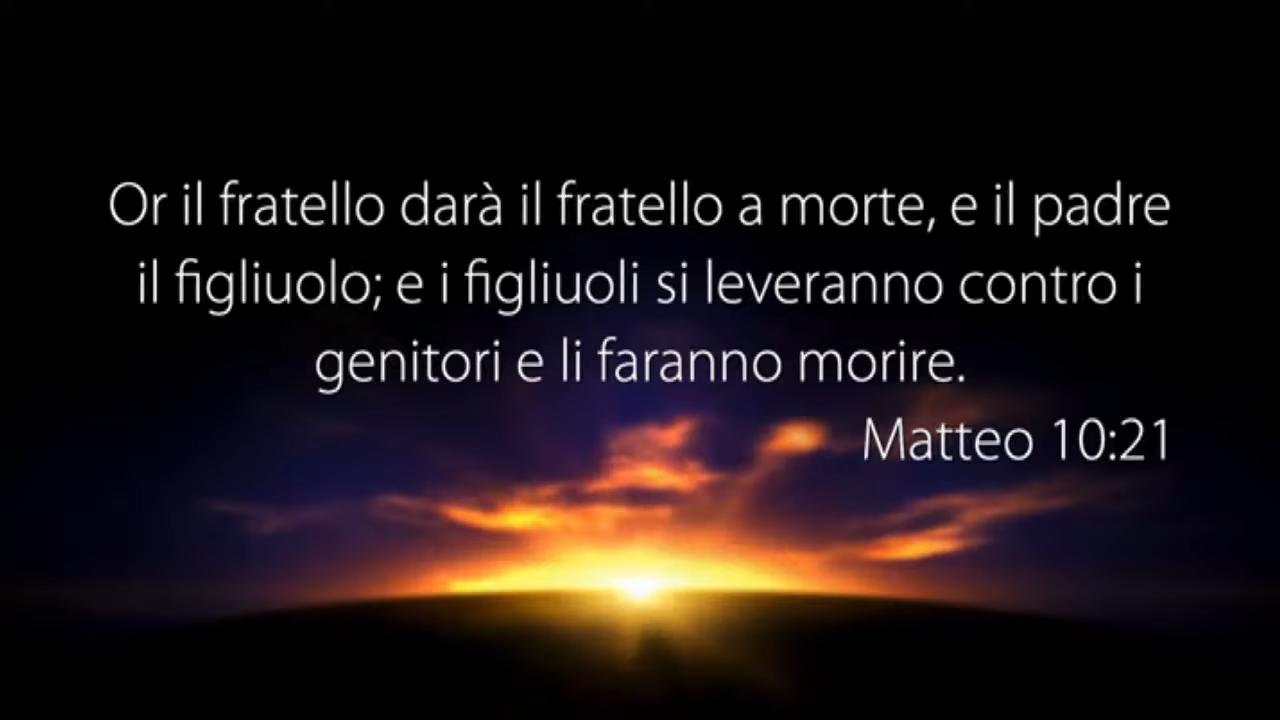 Or il fratello darà il fratello a morte, e il padre
il figliuolo; e i figliuoli si leveranno contro i
genitori e li faranno morire.
Matteo 10:21